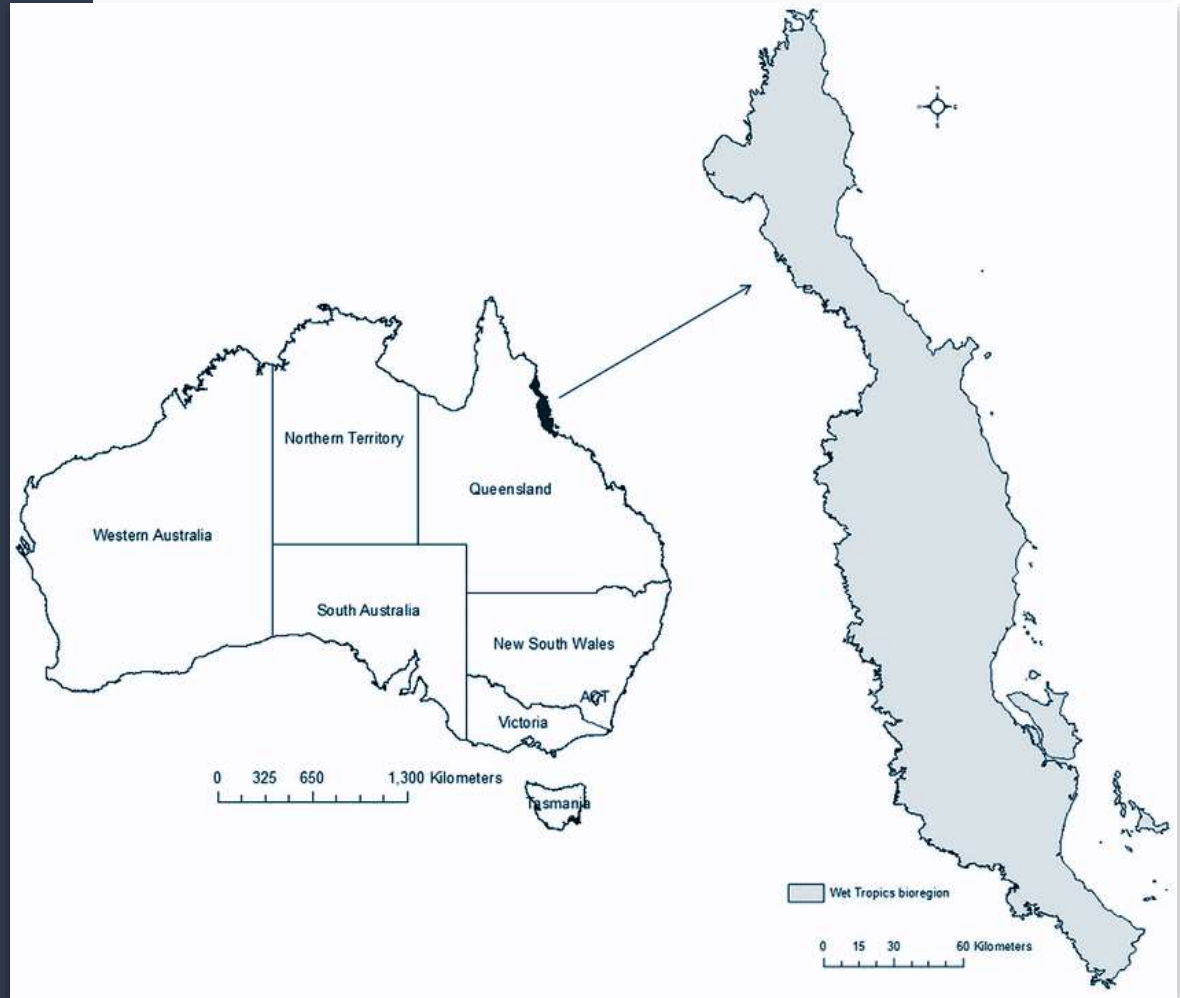 N
E
S
Northern Territory
Queensland
Western Australia
South Australia
New South Wales
ACT
Victoria
0 325 650 1,300 Kilometers
Tasmania
Wet Tropics bioregion
0 15 30 60 Kilometers